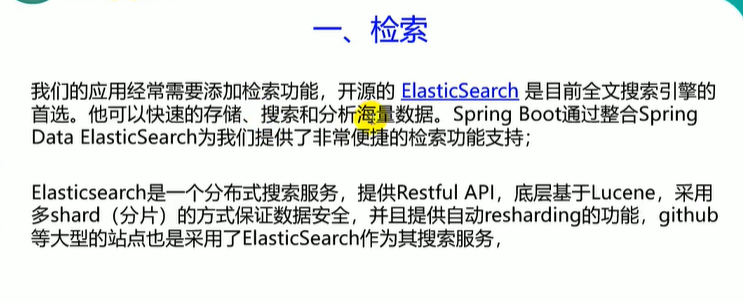 一、检索
我们的应用经常需要添加检索功能，开源的 ElasticSearch 是目前全文搜索引擎的
首选。他可以快速的存储、搜索和分析海量数据。Spring Boot通过整合Spring
Data ElasticSearch为我们提供了非常便捷的检索功能支持；
Elasticsearch是一个分布式搜索服务，提供Restful API，底层基于Lucene，采用
多shard（分片）的方式保证数据安全，并且提供自动resharding的功能，github
等大型的站点也是采用了ElasticSearch作为其搜索服务，